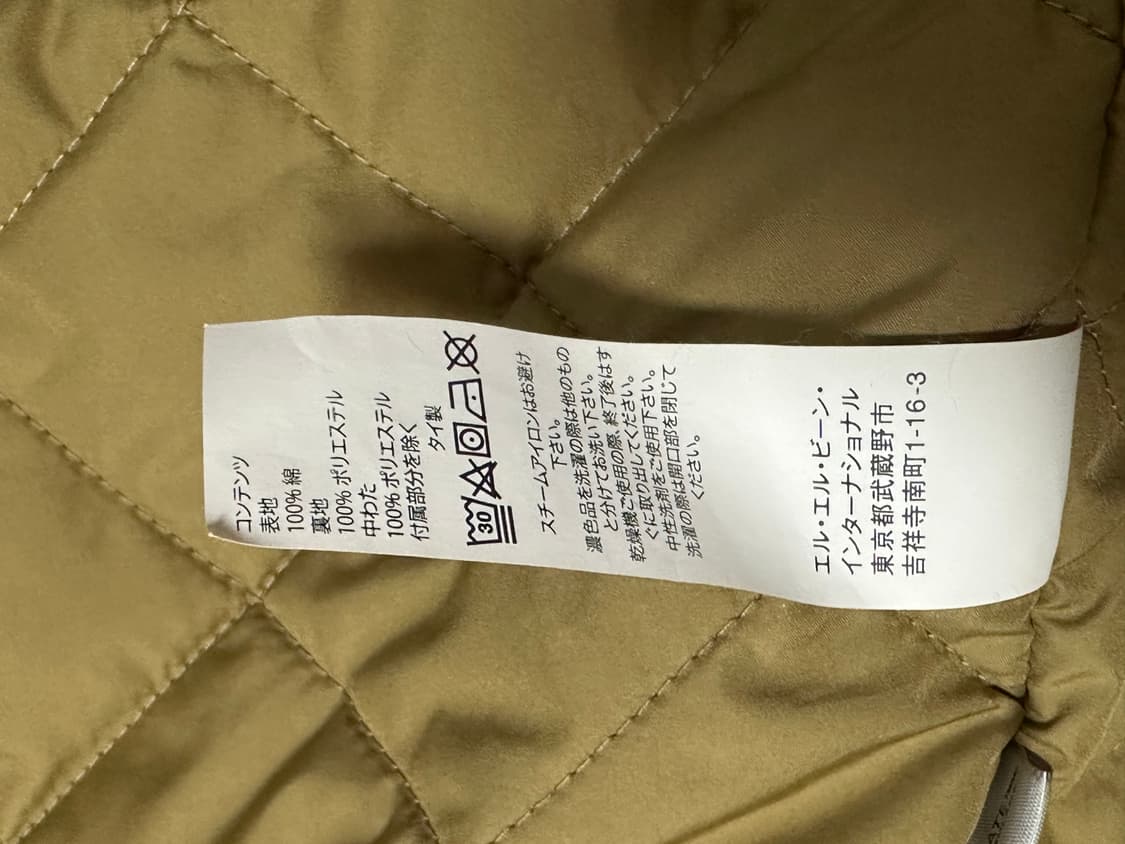 コンテンツ
表地
100% 綿
裏地
100% ポリエステル
中わた
100% ポリエステル
付属部分を除く
タイ製
30
スチームアイロンはお避け
下さい。
濃色品を洗濯の際は他のもの
と分けてお洗い下さい。
乾燥機ご使用の際、終了後はす
ぐに取り出してください。
中性洗剤をご使用下さい。
洗濯の際は開口部を閉じて
ください。
エル・エル・ビーン・
インターナショナル
東京都武蔵野市
吉祥寺南町1-16-3